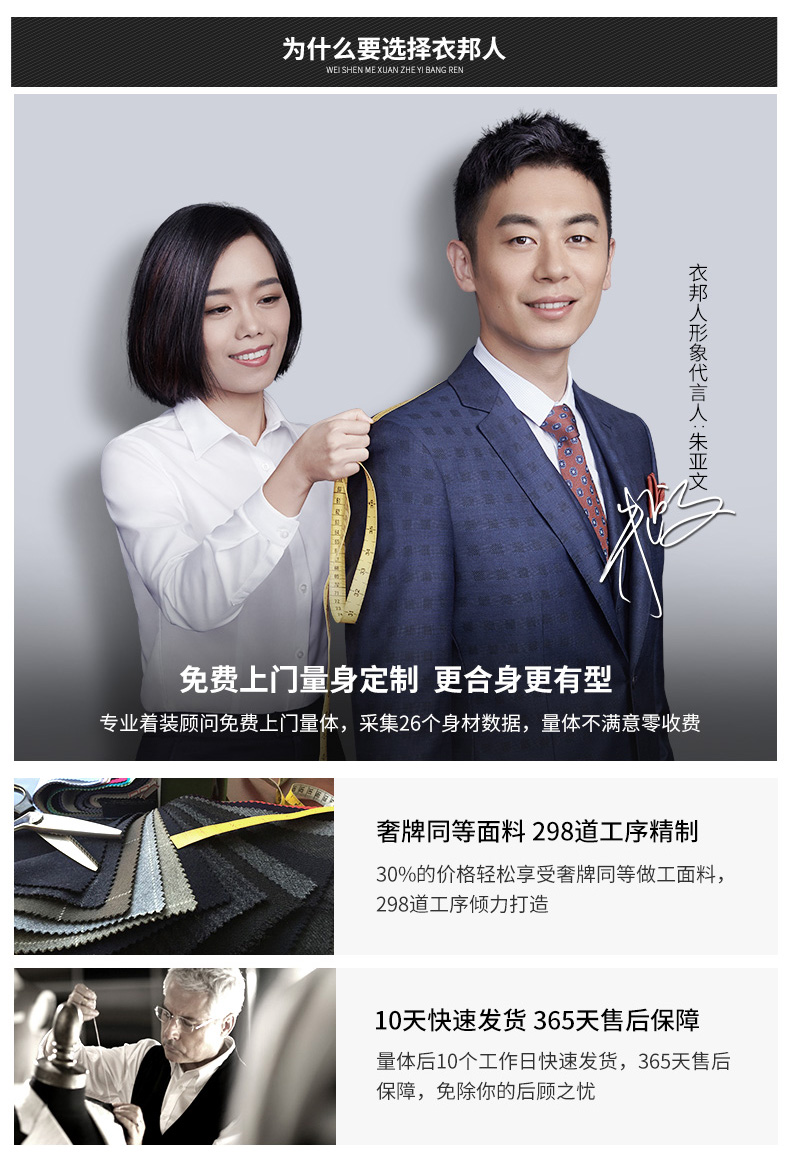 为什么要选择衣邦人
WEI SHEN ME XUAN ZHE YI BANG REN
衣邦人形象代言人:朱亚文
免费上门量身定制 更合身更有型
专业着装顾问免费上门量体，采集26个身材数据，量体不满意零收费
奢牌同等面料 298道工序精制
30%的价格轻松享受奢牌同等做工面料，
298道工序倾力打造
10天快速发货 365天售后保障
量体后10个工作日快速发货，365天售后
保障，免除你的后顾之忧